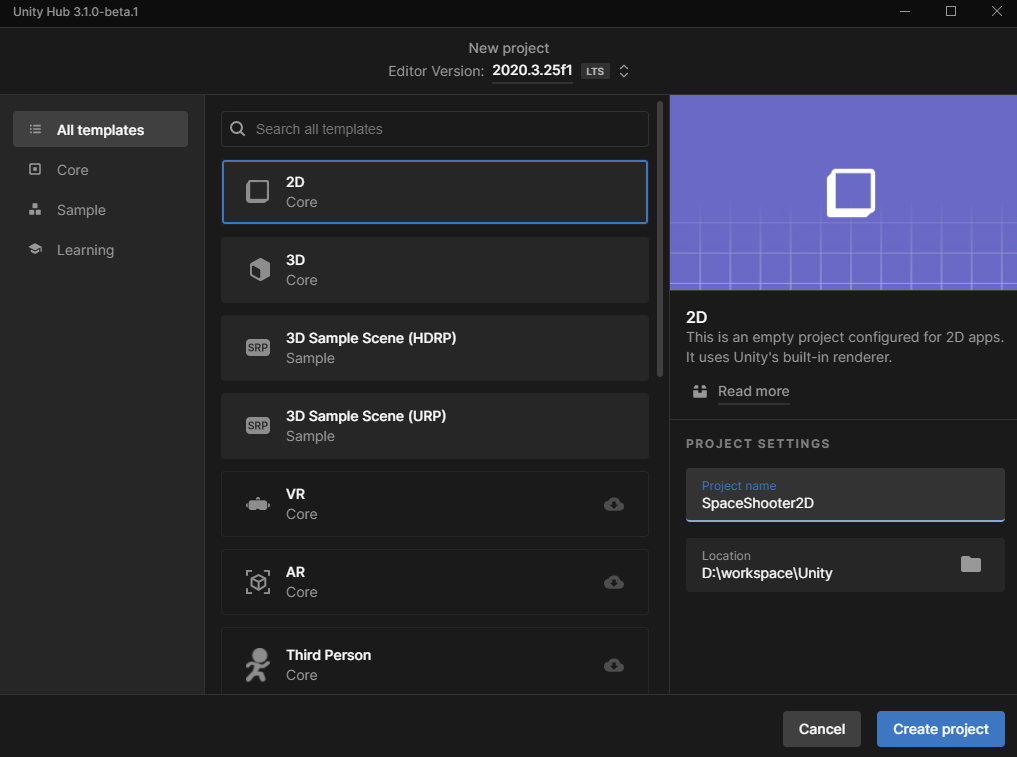 Unity Hub 3.1.0-beta.1
New project
Editor Version: 2020.3.25f1 LTS
All templates
Core
Sample
Learning
Search all templates
2D
Core
3D
Core
SRP
3D Sample Scene (HDRP)
Sample
SRP
3D Sample Scene (URP)
Sample
VR
Core
AR
Core
Third Person
Core
2D
This is an empty project configured for 2D apps.
It uses Unity's built-in renderer.
Read more
PROJECT SETTINGS
Project name
SpaceShooter2D
Location
D:\workspace\Unity
Cancel
Create project